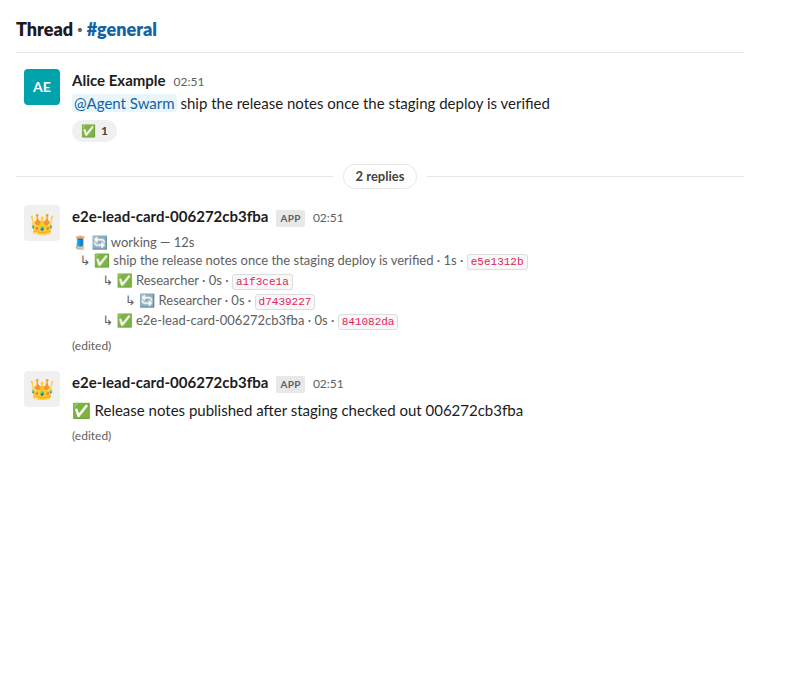 Thread · #general
AE
Alice Example 02:51
@Agent Swarm ship the release notes once the staging deploy is verified
✅ 1
2 replies
e2e-lead-card-006272cb3fba APP 02:51
🧵 🔄 working — 12s
↳ ✅ ship the release notes once the staging deploy is verified · 1s · e5e1312b
↳ ✅ Researcher · 0s · a1f3ce1a
↳ 🔄 Researcher · 0s · d7439227
↳ ✅ e2e-lead-card-006272cb3fba · 0s · 841082da
(edited)
e2e-lead-card-006272cb3fba APP 02:51
✅ Release notes published after staging checked out 006272cb3fba
(edited)